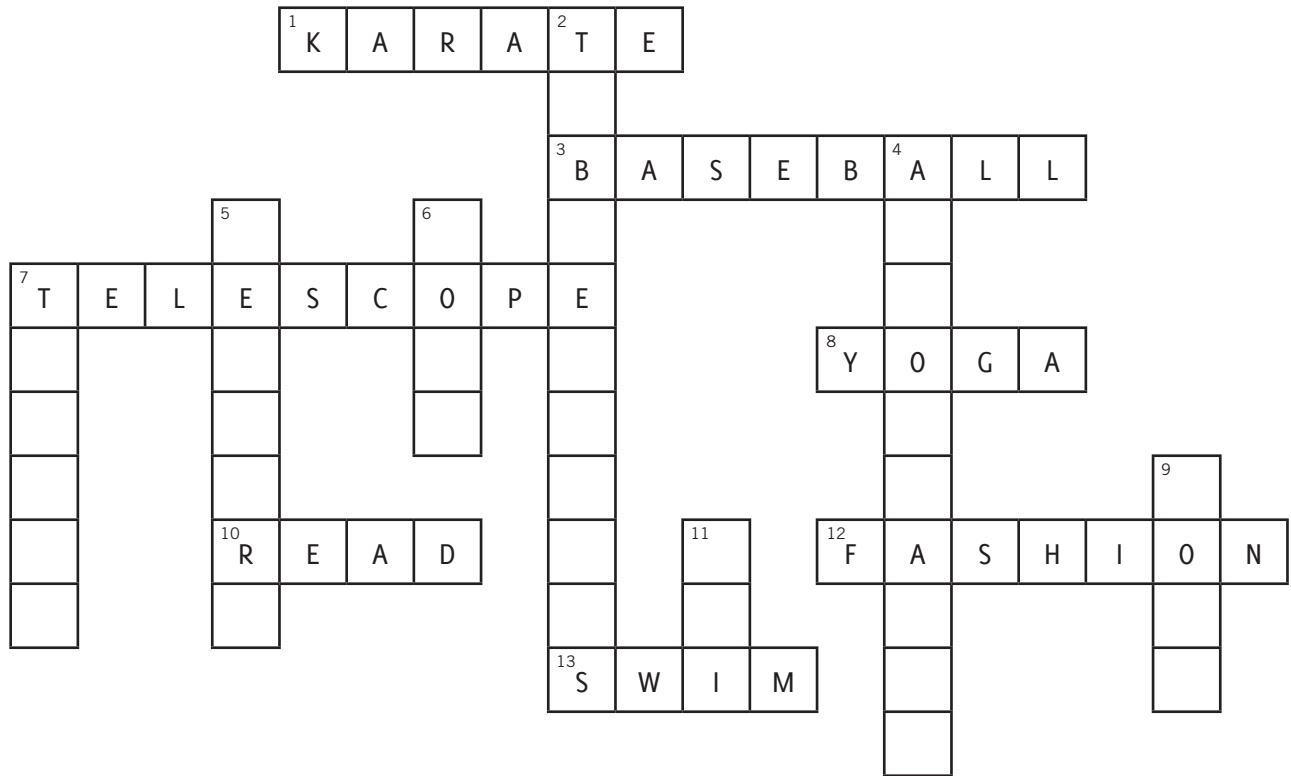 1 K A R A 2 T E
3 B A S E B 4 A L L
5 6
7 T E L E S C O P E
8 Y O G A
9
10 R E A D 11 12 F A S H I O N
13 S W I M